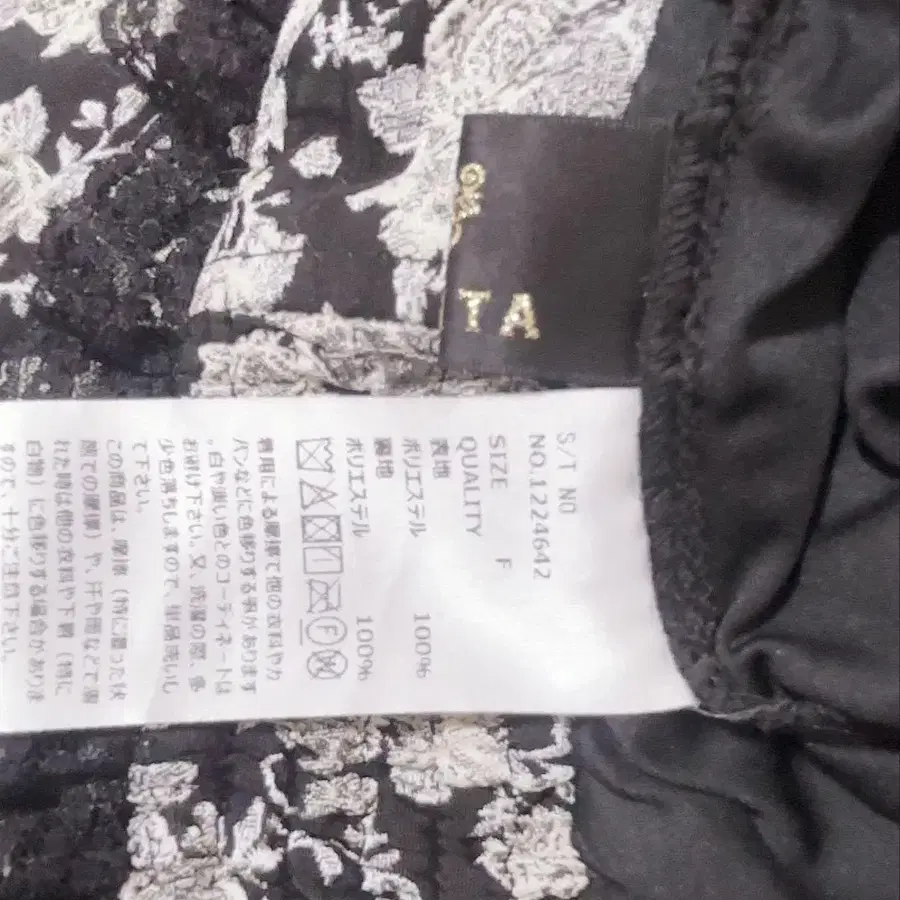 TA
S/T NO
NO.1224642
SIZE F
QUALITY
表地
ポリエステル 100%
裏地
ポリエステル 100%
着用による摩擦で他の衣料やカ
バンなどに色移りする事があります
。白や淡い色とのコーディネートは
お避け下さい。又、洗濯の際、多
少色落ちしますので、単品洗いし
て下さい。
この商品は、摩擦（特に湿った状
態での摩擦）や、汗や雨などで濡
れた時は他の衣料や下着（特に
白物）に色移りする場合がありま
すので、十分ご注意下さい。